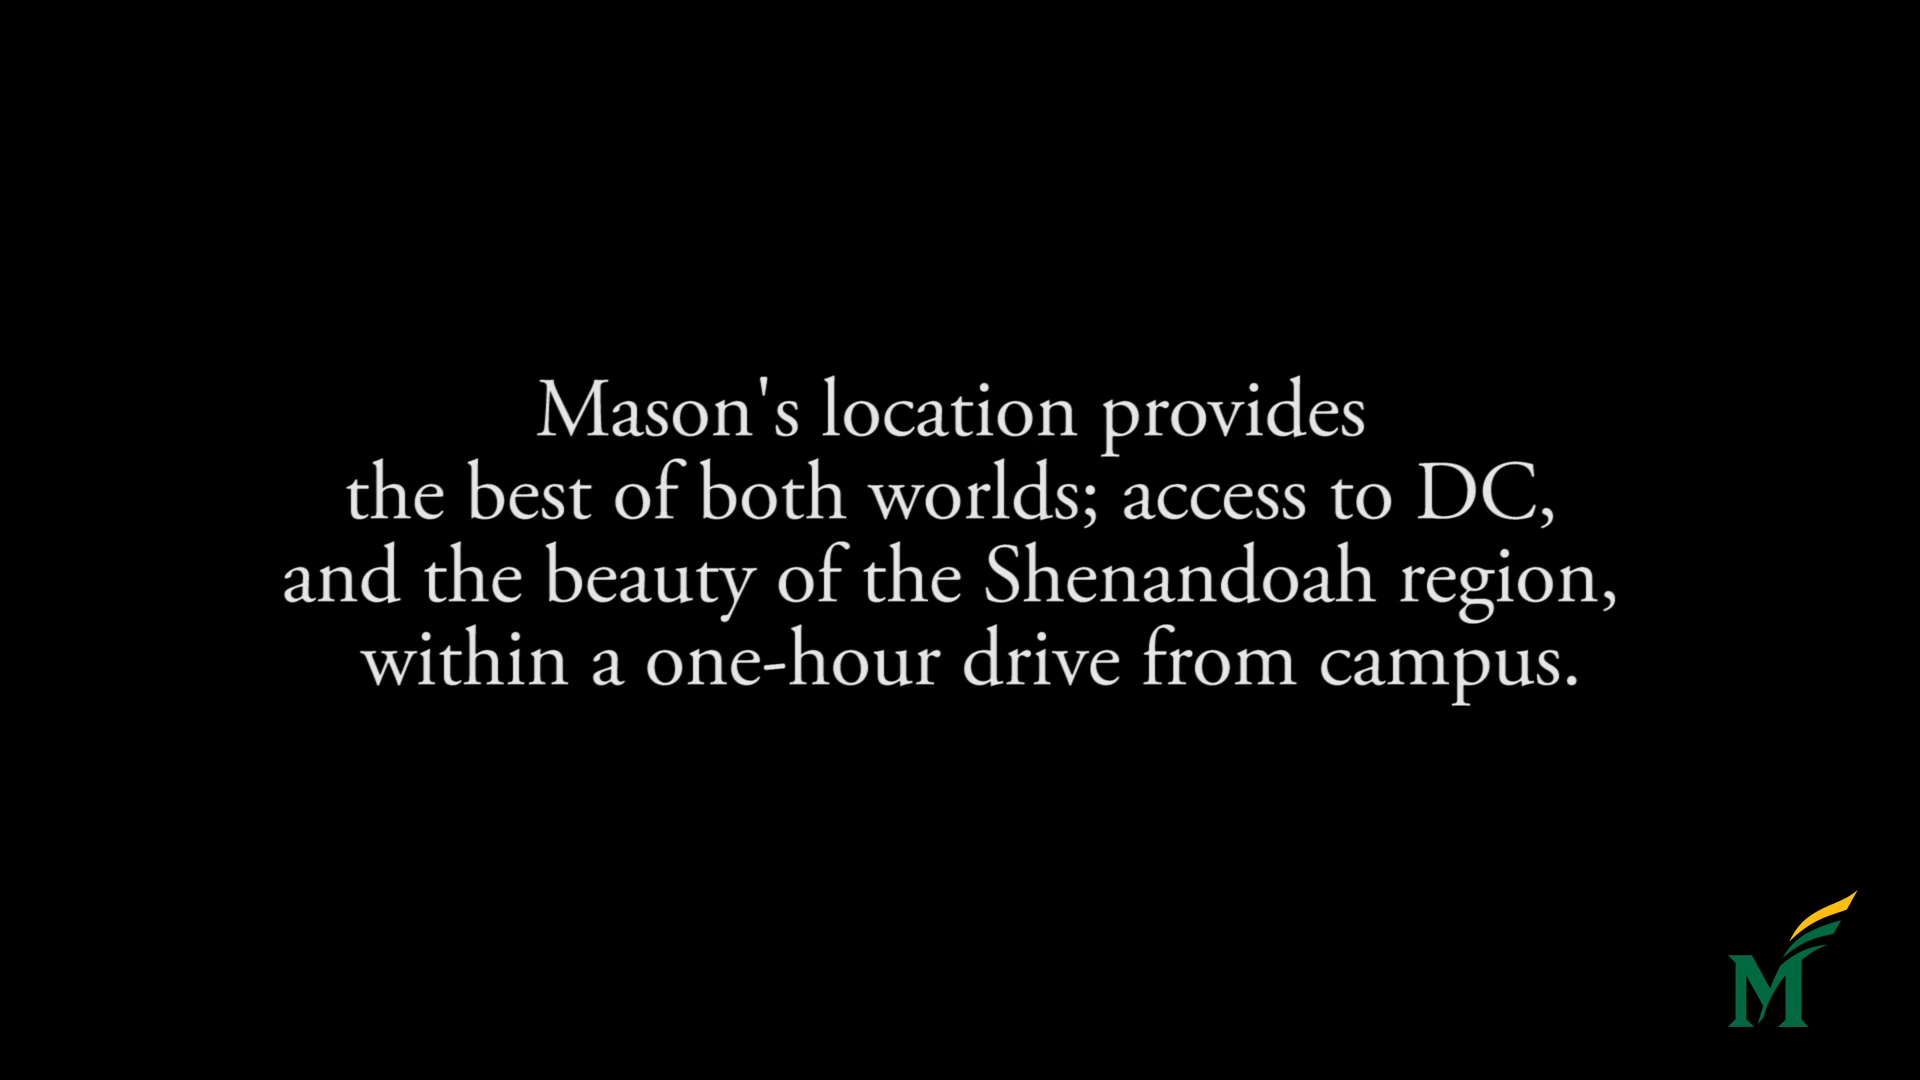 Mason's location provides
the best of both worlds; access to DC,
and the beauty of the Shenandoah region,
within a one-hour drive from campus.
M